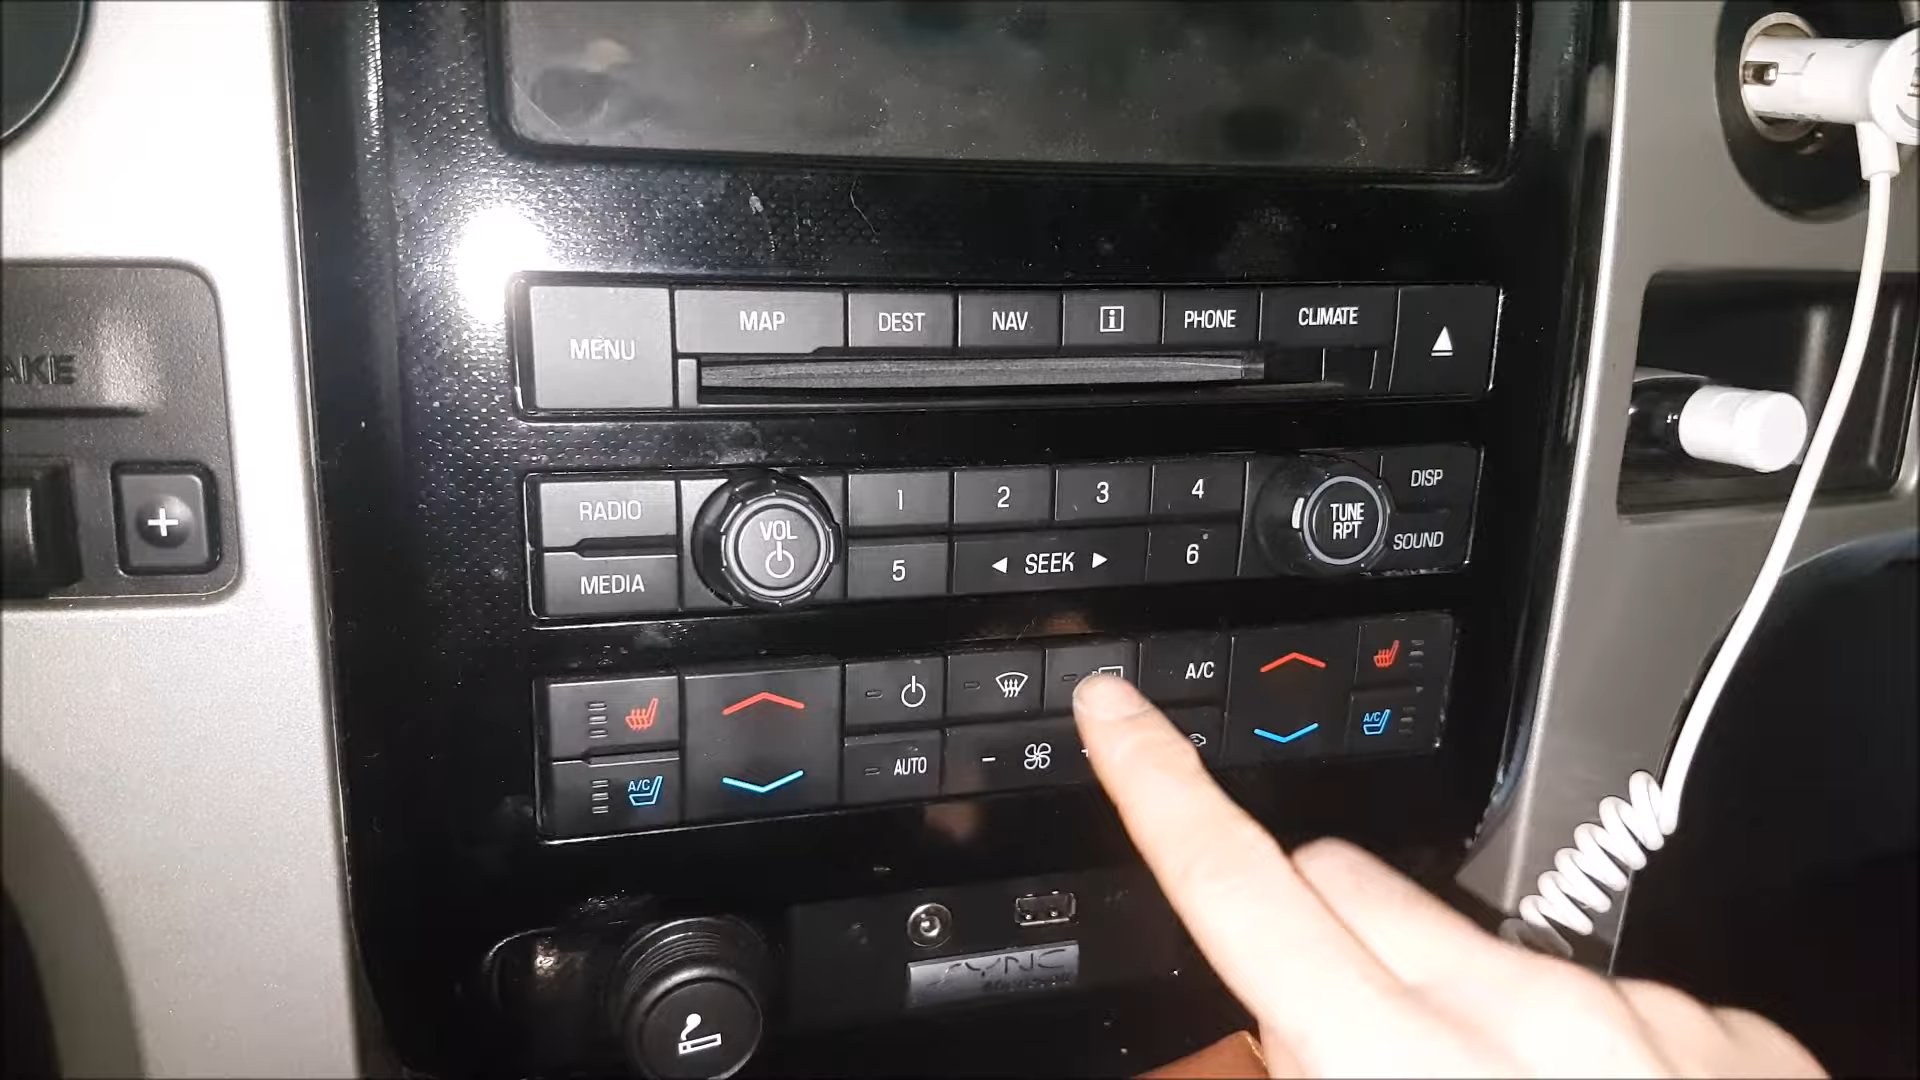 MENU
MAP
DEST
NAV
i
PHONE
CLIMATE
AKE
RADIO
VOL
1
2
3
4
TUNE
RPT
DISP
SOUND
MEDIA
5
SEEK
6
A/C
A/C
A/C
AUTO
- +
+
SYNC